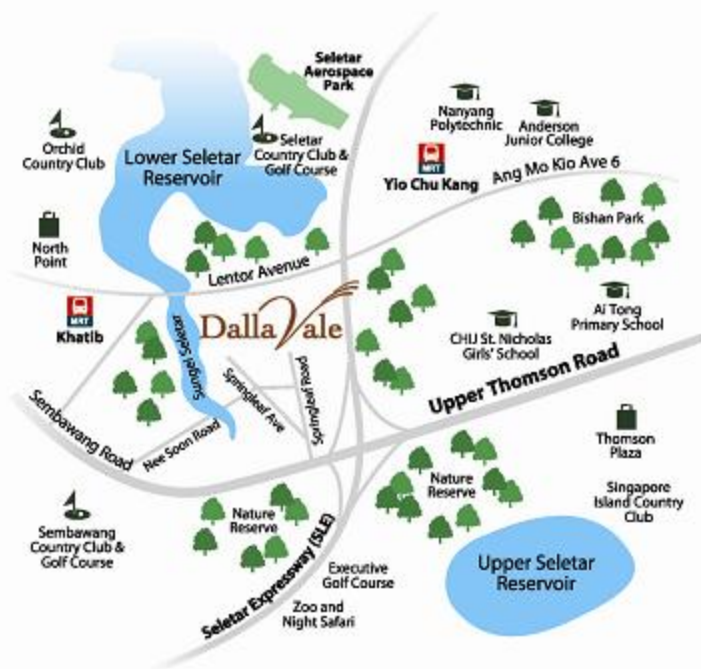 Seletar
Aerospace
Park
Nanyang
Polytechnic
Anderson
Junior College
Orchid
Country Club
Lower Seletar
Reservoir
Seletar
Country Club &
Golf Course
MRT
Yio Chu Kang
Ang Mo Kio Ave 6
Bishan Park
North
Point
Lentor Avenue
MRT
Khatib
Sungei Seletar
Dalla Vale
Ai Tong
Primary School
CHIJ St. Nicholas
Girls' School
Springleaf Ave
Springleaf Road
Upper Thomson Road
Sembawang Road
Nee Soon Road
Thomson
Plaza
Nature
Reserve
Singapore
Island Country
Club
Nature
Reserve
Sembawang
Country Club &
Golf Course
Seletar Expressway (SLE)
Executive
Golf Course
Upper Seletar
Reservoir
Zoo and
Night Safari